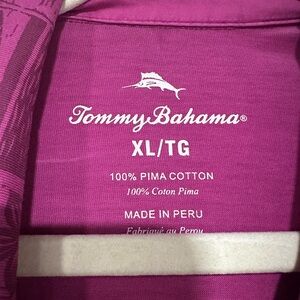 Tommy Bahama®
XL/TG
100% PIMA COTTON
100% Coton Pima
MADE IN PERU
Fabriqué au Perou